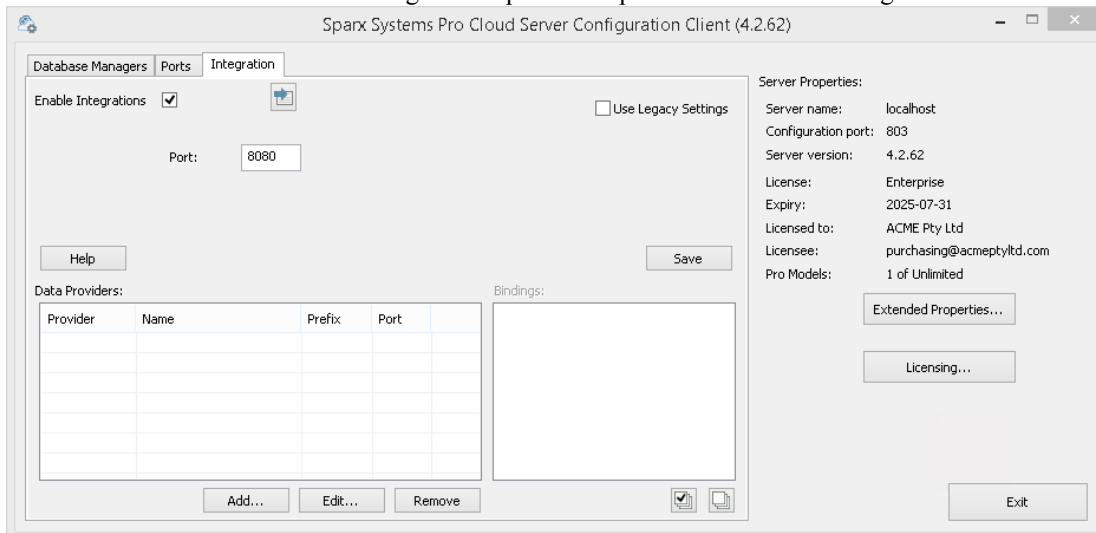 Sparx Systems Pro Cloud Server Configuration Client (4.2.62)
Database Managers Ports Integration
Enable Integrations
Use Legacy Settings
Port: 8080
Help
Save
Data Providers:
Bindings:
Provider Name Prefix Port
Add... Edit... Remove
Server Properties:
Server name: localhost
Configuration port: 803
Server version: 4.2.62
License: Enterprise
Expiry: 2025-07-31
Licensed to: ACME Pty Ltd
Licensee: purchasing@acmeptyltd.com
Pro Models: 1 of Unlimited
Extended Properties...
Licensing...
Exit